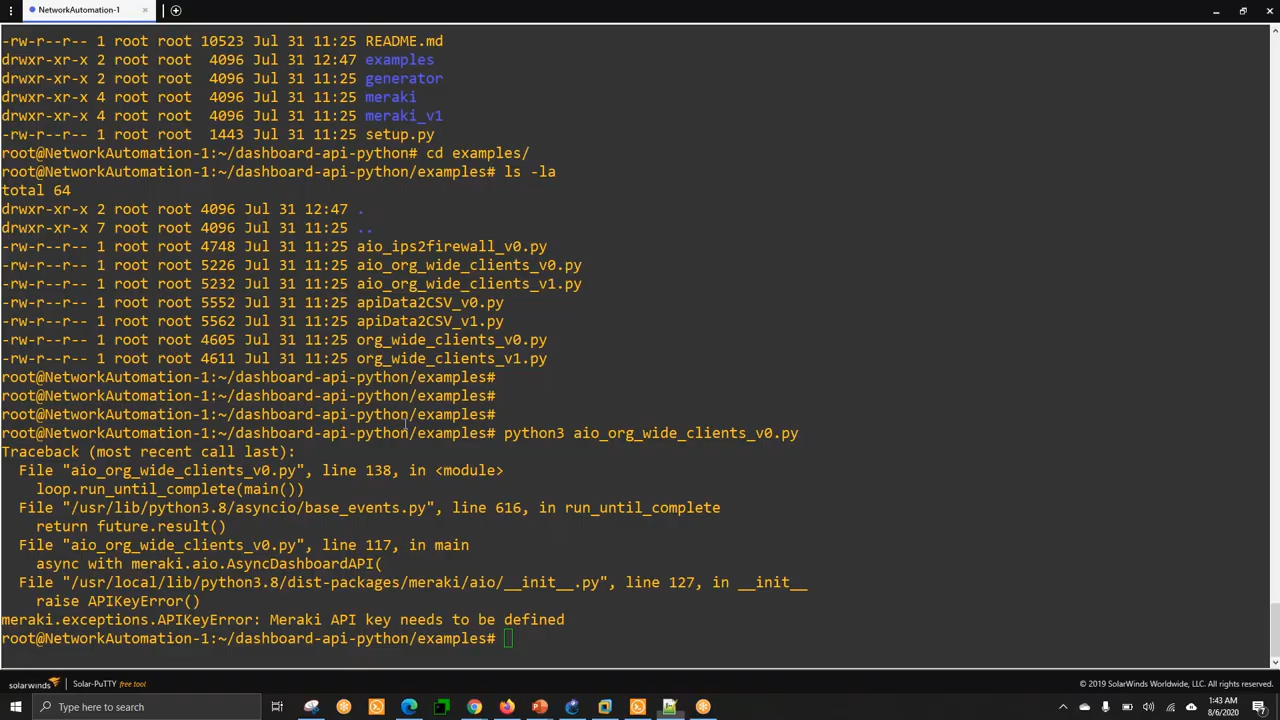 NetworkAutomation-1
-rw-r--r-- 1 root root 10523 Jul 31 11:25 README.md
drwxr-xr-x 2 root root  4096 Jul 31 12:47 examples
drwxr-xr-x 2 root root  4096 Jul 31 11:25 generator
drwxr-xr-x 4 root root  4096 Jul 31 11:25 meraki
drwxr-xr-x 4 root root  4096 Jul 31 11:25 meraki_v1
-rw-r--r-- 1 root root  1443 Jul 31 11:25 setup.py
root@NetworkAutomation-1:~/dashboard-api-python# cd examples/
root@NetworkAutomation-1:~/dashboard-api-python/examples# ls -la
total 64
drwxr-xr-x 2 root root 4096 Jul 31 12:47 .
drwxr-xr-x 7 root root 4096 Jul 31 11:25 ..
-rw-r--r-- 1 root root 4748 Jul 31 11:25 aio_ips2firewall_v0.py
-rw-r--r-- 1 root root 5226 Jul 31 11:25 aio_org_wide_clients_v0.py
-rw-r--r-- 1 root root 5232 Jul 31 11:25 aio_org_wide_clients_v1.py
-rw-r--r-- 1 root root 5552 Jul 31 11:25 apiData2CSV_v0.py
-rw-r--r-- 1 root root 5562 Jul 31 11:25 apiData2CSV_v1.py
-rw-r--r-- 1 root root 4605 Jul 31 11:25 org_wide_clients_v0.py
-rw-r--r-- 1 root root 4611 Jul 31 11:25 org_wide_clients_v1.py
root@NetworkAutomation-1:~/dashboard-api-python/examples#
root@NetworkAutomation-1:~/dashboard-api-python/examples#
root@NetworkAutomation-1:~/dashboard-api-python/examples#
root@NetworkAutomation-1:~/dashboard-api-python/examples# python3 aio_org_wide_clients_v0.py
Traceback (most recent call last):
  File "aio_org_wide_clients_v0.py", line 138, in <module>
    loop.run_until_complete(main())
  File "/usr/lib/python3.8/asyncio/base_events.py", line 616, in run_until_complete
    return future.result()
  File "aio_org_wide_clients_v0.py", line 117, in main
    async with meraki.aio.AsyncDashboardAPI(
  File "/usr/local/lib/python3.8/dist-packages/meraki/aio/__init__.py", line 127, in __init__
    raise APIKeyError()
meraki.exceptions.APIKeyError: Meraki API key needs to be defined
root@NetworkAutomation-1:~/dashboard-api-python/examples#
solarwinds Solar-PuTTY free tool © 2019 SolarWinds Worldwide, LLC. All rights reserved.
Type here to search
1:43 AM
8/6/2020
7